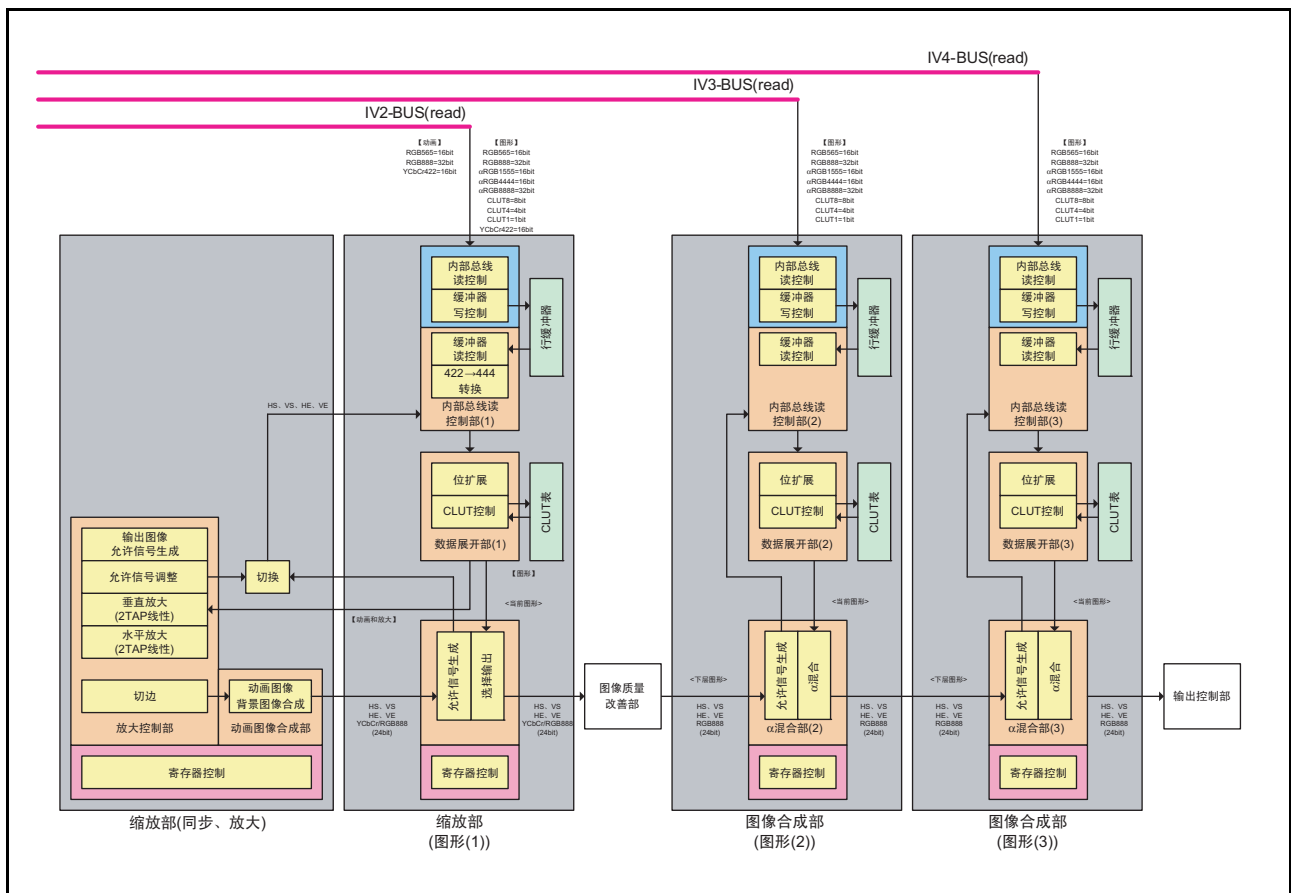 IV4-BUS(read)
IV3-BUS(read)
IV2-BUS(read)
【动画】
RGB565=16bit
RGB888=32bit
YCbCr422=16bit
【图形】
RGB565=16bit
RGB888=32bit
αRGB1555=16bit
αRGB4444=16bit
αRGB8888=32bit
CLUT8=8bit
CLUT4=4bit
CLUT1=1bit
YCbCr422=16bit
【图形】
RGB565=16bit
RGB888=32bit
αRGB1555=16bit
αRGB4444=16bit
αRGB8888=32bit
CLUT8=8bit
CLUT4=4bit
CLUT1=1bit
【图形】
RGB565=16bit
RGB888=32bit
αRGB1555=16bit
αRGB4444=16bit
αRGB8888=32bit
CLUT8=8bit
CLUT4=4bit
CLUT1=1bit
HS、VS、HE、VE
输出图像
允许信号生成
允许信号调整
垂直放大
(2TAP线性)
水平放大
(2TAP线性)
切边
放大控制部
切换
动画图像
背景图像合成
动画图像合成部
寄存器控制
缩放部(同步、放大)
内部总线
读控制
缓冲器
写控制
行缓冲器
缓冲器
读控制
422→444
转换
内部总线读
控制部(1)
位扩展
CLUT控制
CLUT表
数据展开部(1)
【图形】
<当前图形>
【动画和放大】
允许信号生成
选择输出
HS、VS
HE、VE
YCbCr/RGB888
(24bit)
HS、VS
HE、VE
YCbCr/RGB888
(24bit)
寄存器控制
缩放部
(图形(1))
图像质量
改善部
内部总线
读控制
缓冲器
写控制
行缓冲器
缓冲器
读控制
内部总线读
控制部(2)
位扩展
CLUT控制
CLUT表
数据展开部(2)
<当前图形>
<下层图形>
允许信号生成
α混合
HS、VS
HE、VE
RGB888
(24bit)
α混合部(2)
HS、VS
HE、VE
RGB888
(24bit)
寄存器控制
图像合成部
(图形(2))
内部总线
读控制
缓冲器
写控制
行缓冲器
缓冲器
读控制
内部总线读
控制部(3)
位扩展
CLUT控制
CLUT表
数据展开部(3)
<当前图形>
<下层图形>
允许信号生成
α混合
HS、VS
HE、VE
RGB888
(24bit)
α混合部(3)
HS、VS
HE、VE
RGB888
(24bit)
寄存器控制
图像合成部
(图形(3))
输出控制部